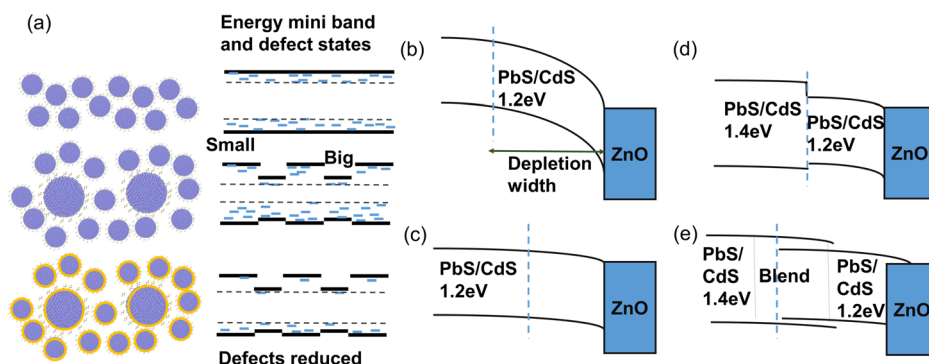 (a)
Energy mini band
and defect states
Small
Big
Defects reduced
(b)
PbS/CdS
1.2eV
Depletion
width
ZnO
(c)
PbS/CdS
1.2eV
ZnO
(d)
PbS/CdS
1.4eV
PbS/CdS
1.2eV
ZnO
(e)
PbS/
CdS
1.4eV
Blend
PbS/
CdS
1.2eV
ZnO